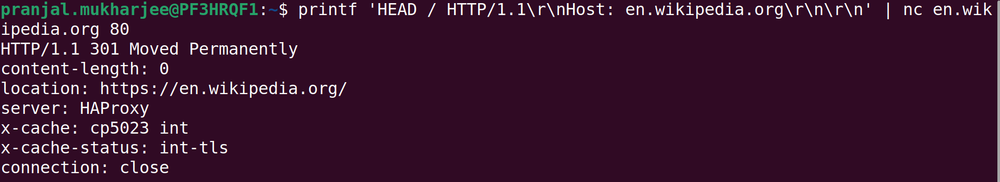 pranjal.mukharjee@PF3HRQF1:~$ printf 'HEAD / HTTP/1.1\r\nHost: en.wikipedia.org\r\n\r\n' | nc en.wik
ipedia.org 80
HTTP/1.1 301 Moved Permanently
content-length: 0
location: https://en.wikipedia.org/
server: HAProxy
x-cache: cp5023 int
x-cache-status: int-tls
connection: close